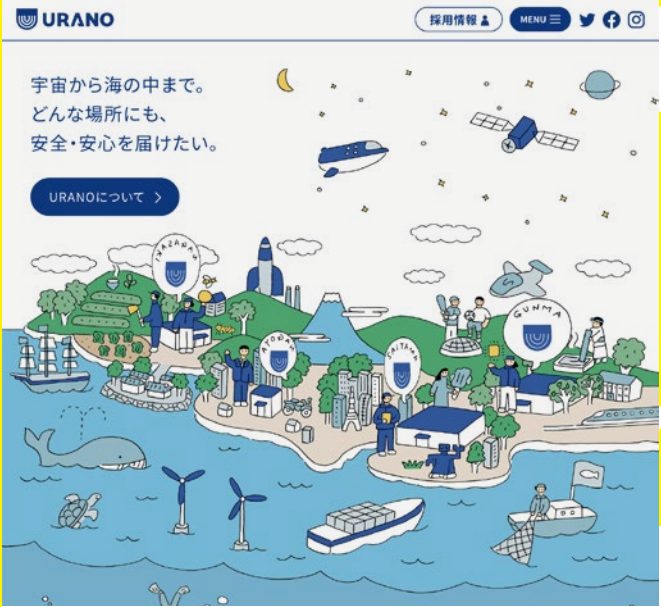 URANO
採用情報
MENU
宇宙から海の中まで。
どんな場所にも、
安全・安心を届けたい。
URANOについて
NAGASAKI
GUNMA
NAGOYA
SAITAMA